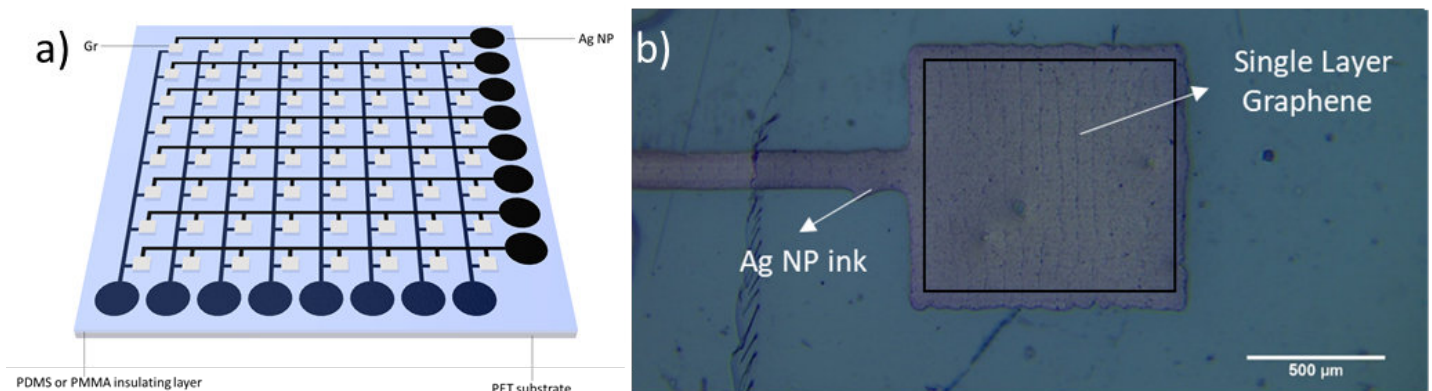 a)
Gr
Ag NP
PDMS or PMMA insulating layer
PET substrate
b)
Single Layer
Graphene
Ag NP ink
500 µm